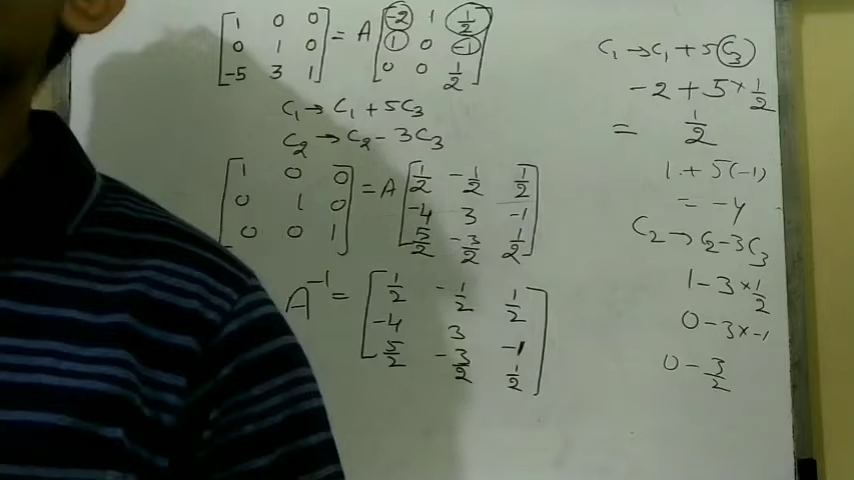 [1 0 0; 0 1 0; -5 3 1] = A [-2 1 1/2; 1 0 -1; 0 0 1/2]
C₁ → C₁ + 5C₃
C₂ → C₂ - 3C₃
[1 0 0; 0 1 0; 0 0 1] = A [1/2 -1/2 1/2; -4 3 -1; 5/2 -3/2 1/2]
A⁻¹ = [1/2 -1/2 1/2; -4 3 -1; 5/2 -3/2 1/2]
C₁ → C₁ + 5C₃
-2 + 5 × 1/2
= 1/2
1 + 5(-1)
= -4
C₂ → C₂ - 3C₃
1 - 3 × 1/2
0 - 3 × -1
0 - 3/2